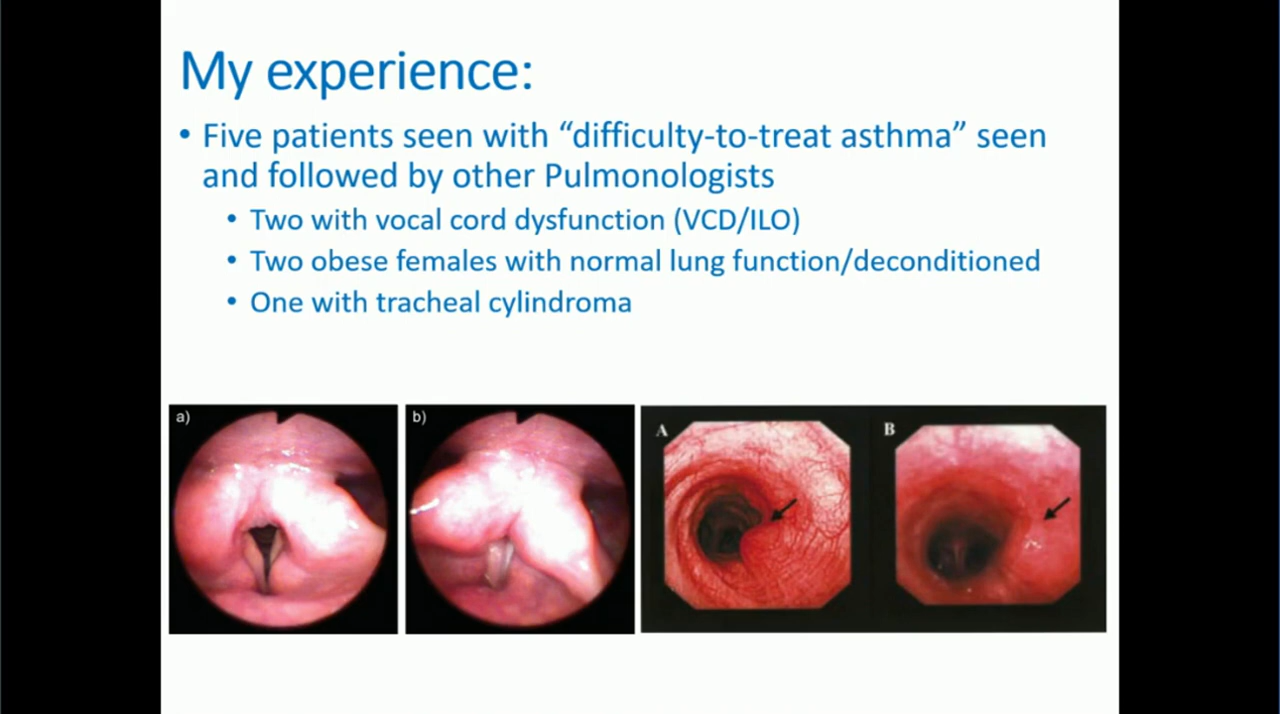 My experience:
• Five patients seen with “difficulty-to-treat asthma” seen
and followed by other Pulmonologists
• Two with vocal cord dysfunction (VCD/ILO)
• Two obese females with normal lung function/deconditioned
• One with tracheal cylindroma
a)
b)
A
B